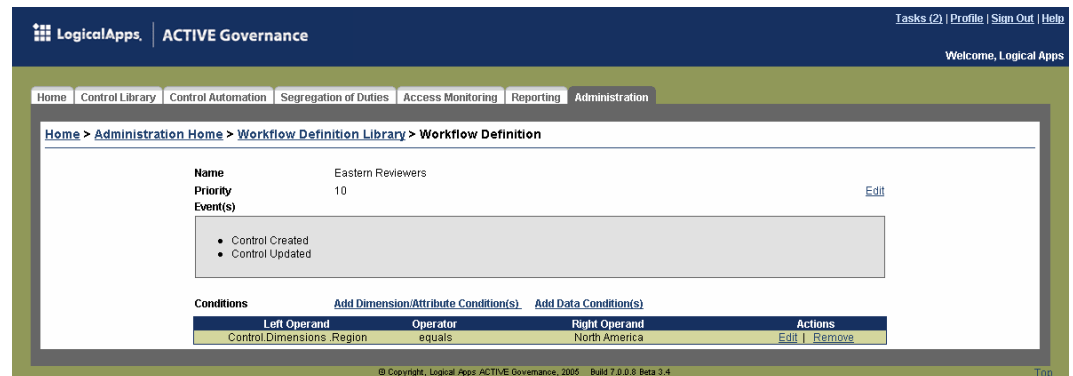 Tasks (2) | Profile | Sign Out | Help
LogicalApps. | ACTIVE Governance
Welcome, Logical Apps
Home Control Library Control Automation Segregation of Duties Access Monitoring Reporting Administration
Home > Administration Home > Workflow Definition Library > Workflow Definition
Name Eastern Reviewers
Priority 10 Edit
Event(s)
• Control Created
• Control Updated
Conditions Add Dimension/Attribute Condition(s) Add Data Condition(s)
Left Operand Operator Right Operand Actions
Control.Dimensions .Region equals North America Edit | Remove
© Copyright, Logical Apps ACTIVE Governance, 2005 Build 7.0.0.8 Beta 3.4
Top